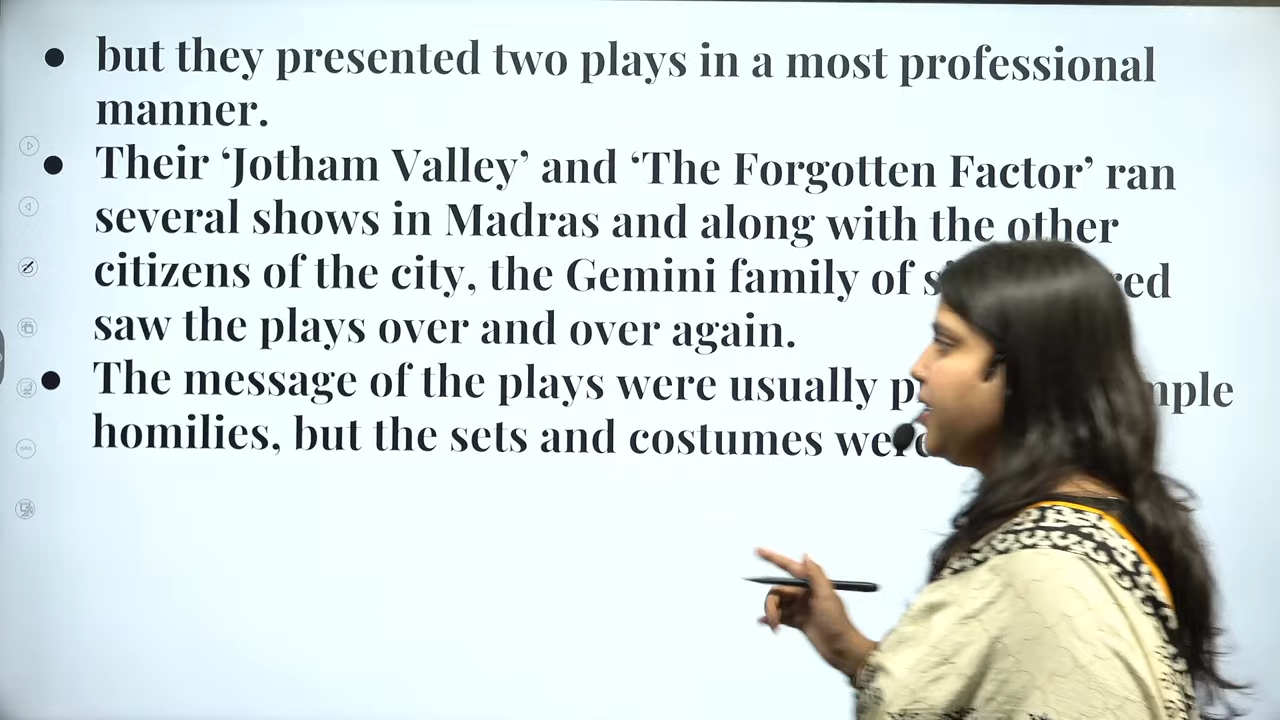 • but they presented two plays in a most professional
manner.
• Their ‘Jotham Valley’ and ‘The Forgotten Factor’ ran
several shows in Madras and along with the other
citizens of the city, the Gemini family of
saw the plays over and over again.
• The message of the plays were usually
homilies, but the sets and costumes were